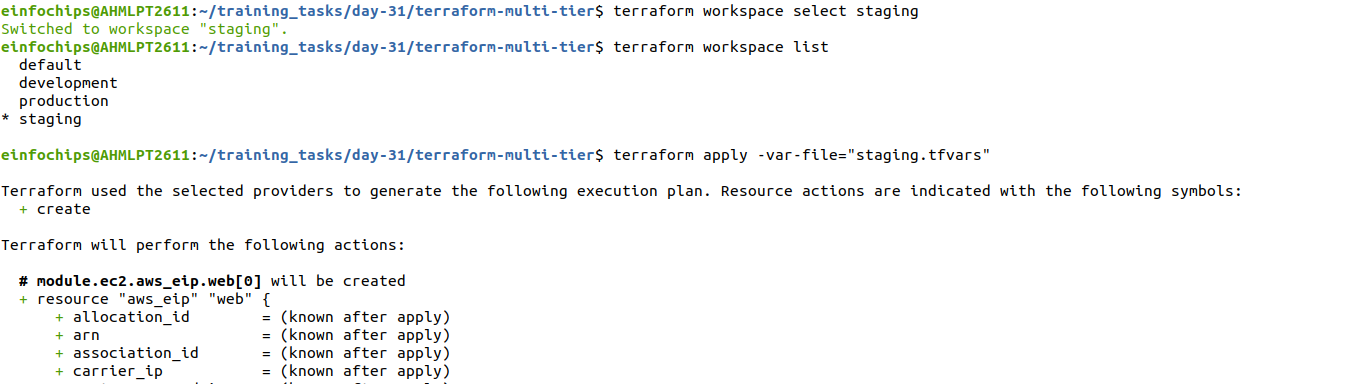 einfochips@AHMLPT2611:~/training_tasks/day-31/terraform-multi-tier$ terraform workspace select staging
Switched to workspace "staging".
einfochips@AHMLPT2611:~/training_tasks/day-31/terraform-multi-tier$ terraform workspace list
  default
  development
  production
* staging

einfochips@AHMLPT2611:~/training_tasks/day-31/terraform-multi-tier$ terraform apply -var-file="staging.tfvars"

Terraform used the selected providers to generate the following execution plan. Resource actions are indicated with the following symbols:
  + create

Terraform will perform the following actions:

  # module.ec2.aws_eip.web[0] will be created
  + resource "aws_eip" "web" {
      + allocation_id        = (known after apply)
      + arn                  = (known after apply)
      + association_id       = (known after apply)
      + carrier_ip           = (known after apply)